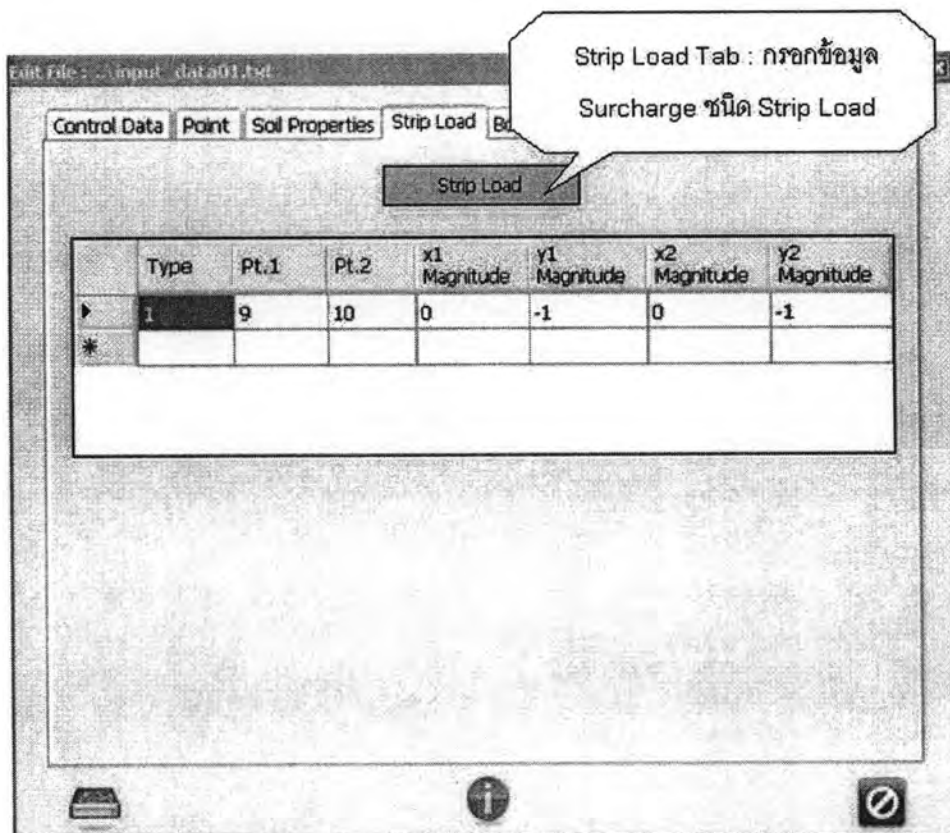 Strip Load Tab : กรอกข้อมูล
Surcharge ชนิด Strip Load
Edit File : ...\input_data01.txt
Control Data Point Soil Properties Strip Load
Strip Load
Type Pt.1 Pt.2 x1 Magnitude y1 Magnitude x2 Magnitude y2 Magnitude
1 9 10 0 -1 0 -1